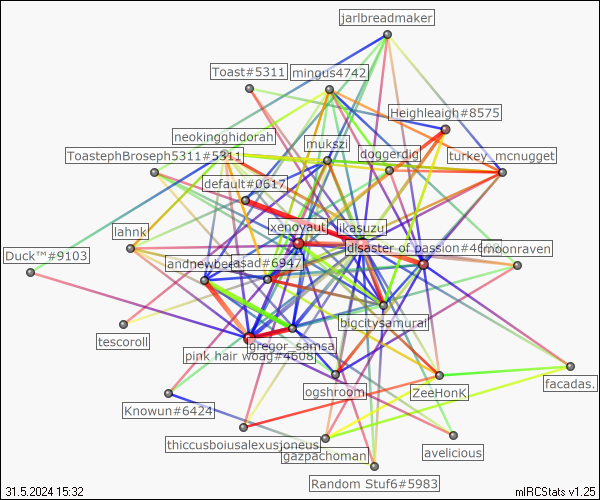 jarlbreadmaker
Toast#5311
mingus4742
Heighleaigh#8575
neokingghidorah
mukszi
doggerdig
turkey_mcnugget
ToastephBroseph5311#5311
default#0617
xenoyaut
ikasuzu
lahnk
disaster of passion#4683
moonraven
Duck™#9103
asad#6947
bigcitysamurai
tescoroll
gregor_samsa
pink hair woag#4608
ogshroom
ZeeHonK
facadas.
Knowun#6424
thiccusboiusalexusjoneus
gazpachoman
avelicious
Random Stuf6#5983
31.5.2024 15:32
mIRCStats v1.25